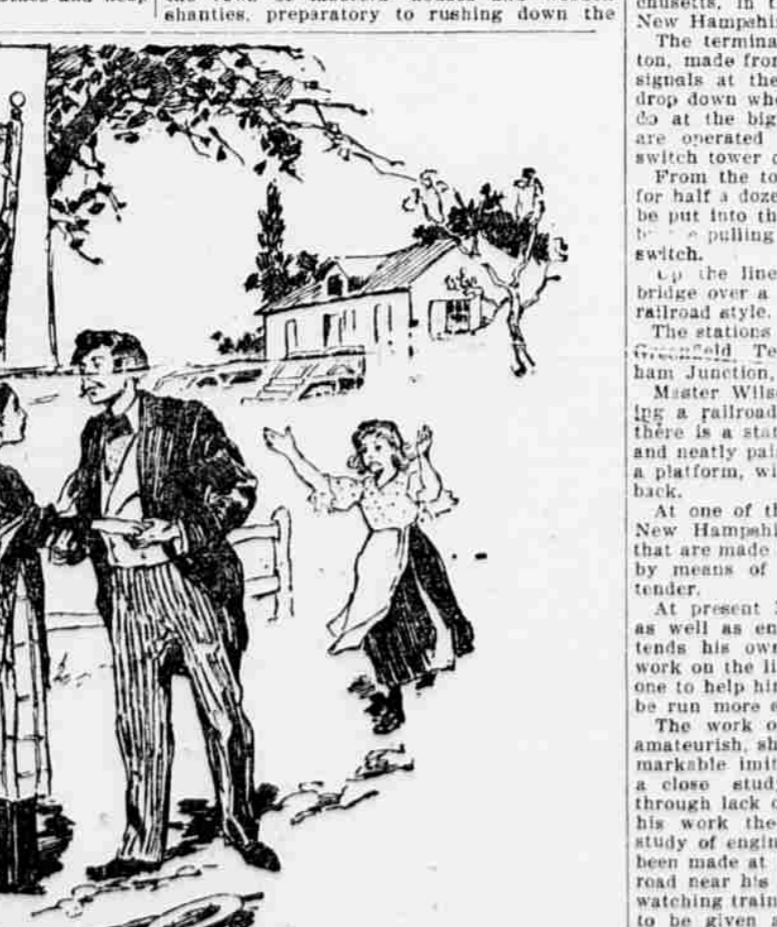 shanties, preparatory to rushing down the
chusetts, in
New Hampshi
The termina
ton, made from
signals at the
drop down whe
do at the big
are operated
switch tower
From the to
for half a doze
be put into th
pulling
switch.
Up the line
bridge over a
railroad style.
The stations
Greenfield Te
ham Junction,
Master Wils
ing a railroad
there is a stat
and neatly pai
a platform, wi
back.
At one of th
New Hampshi
that are made
by means of
tender.
At present
as well as en
tends his own
work on the li
one to help hi
be run more
The work o
amateurish, sh
markable imit
a close stud
through lack
his work the
study of engin
been made at
road near his
watching train
to be given a